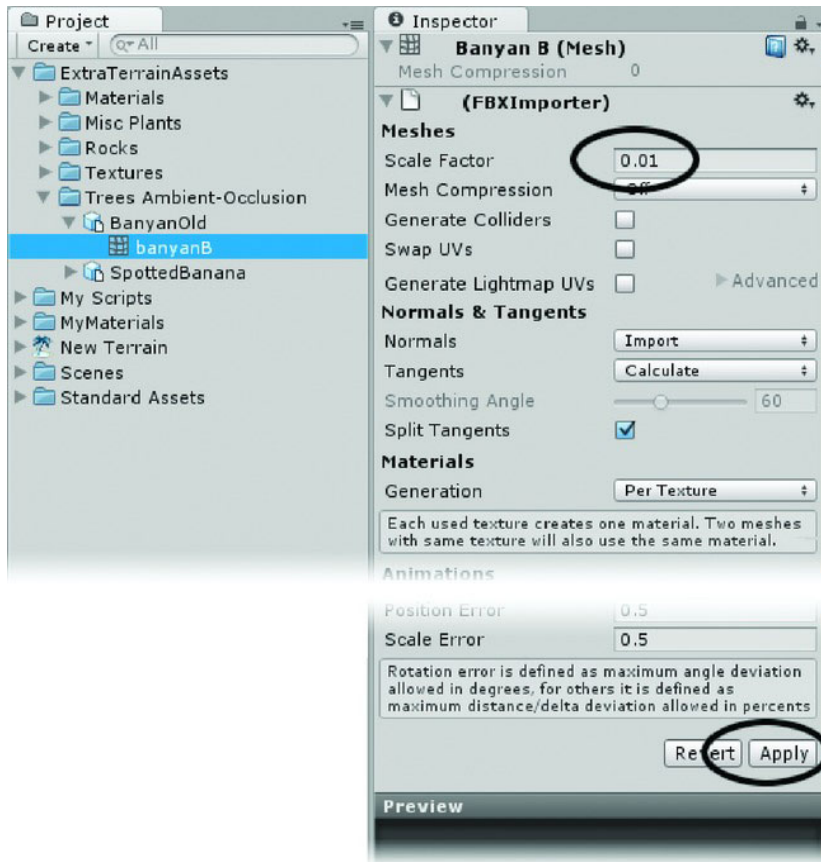 Project
Create
All
ExtraTerrainAssets
Materials
Misc Plants
Rocks
Textures
Trees Ambient-Occlusion
BanyanOld
banyanB
SpottedBanana
My Scripts
MyMaterials
New Terrain
Scenes
Standard Assets
Inspector
Banyan B (Mesh)
Mesh Compression 0
(FBXImporter)
Meshes
Scale Factor 0.01
Mesh Compression Off
Generate Colliders
Swap UVs
Generate Lightmap UVs Advanced
Normals & Tangents
Normals Import
Tangents Calculate
Smoothing Angle 60
Split Tangents
Materials
Generation Per Texture
Each used texture creates one material. Two meshes
with same texture will also use the same material.
Animations
Position Error 0.5
Scale Error 0.5
Rotation error is defined as maximum angle deviation
allowed in degrees, for others it is defined as
maximum distance/delta deviation allowed in percents
Revert Apply
Preview